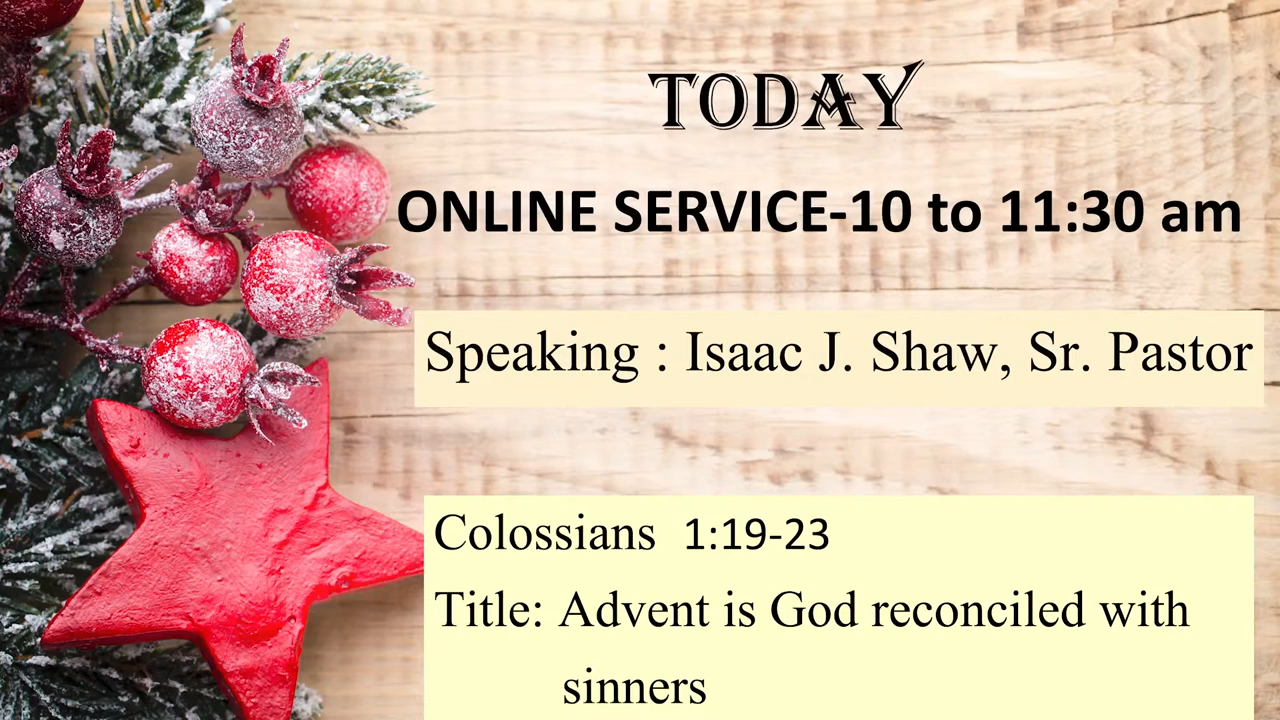 TODAY
ONLINE SERVICE-10 to 11:30 am
Speaking : Isaac J. Shaw, Sr. Pastor
Colossians 1:19-23
Title: Advent is God reconciled with
sinners